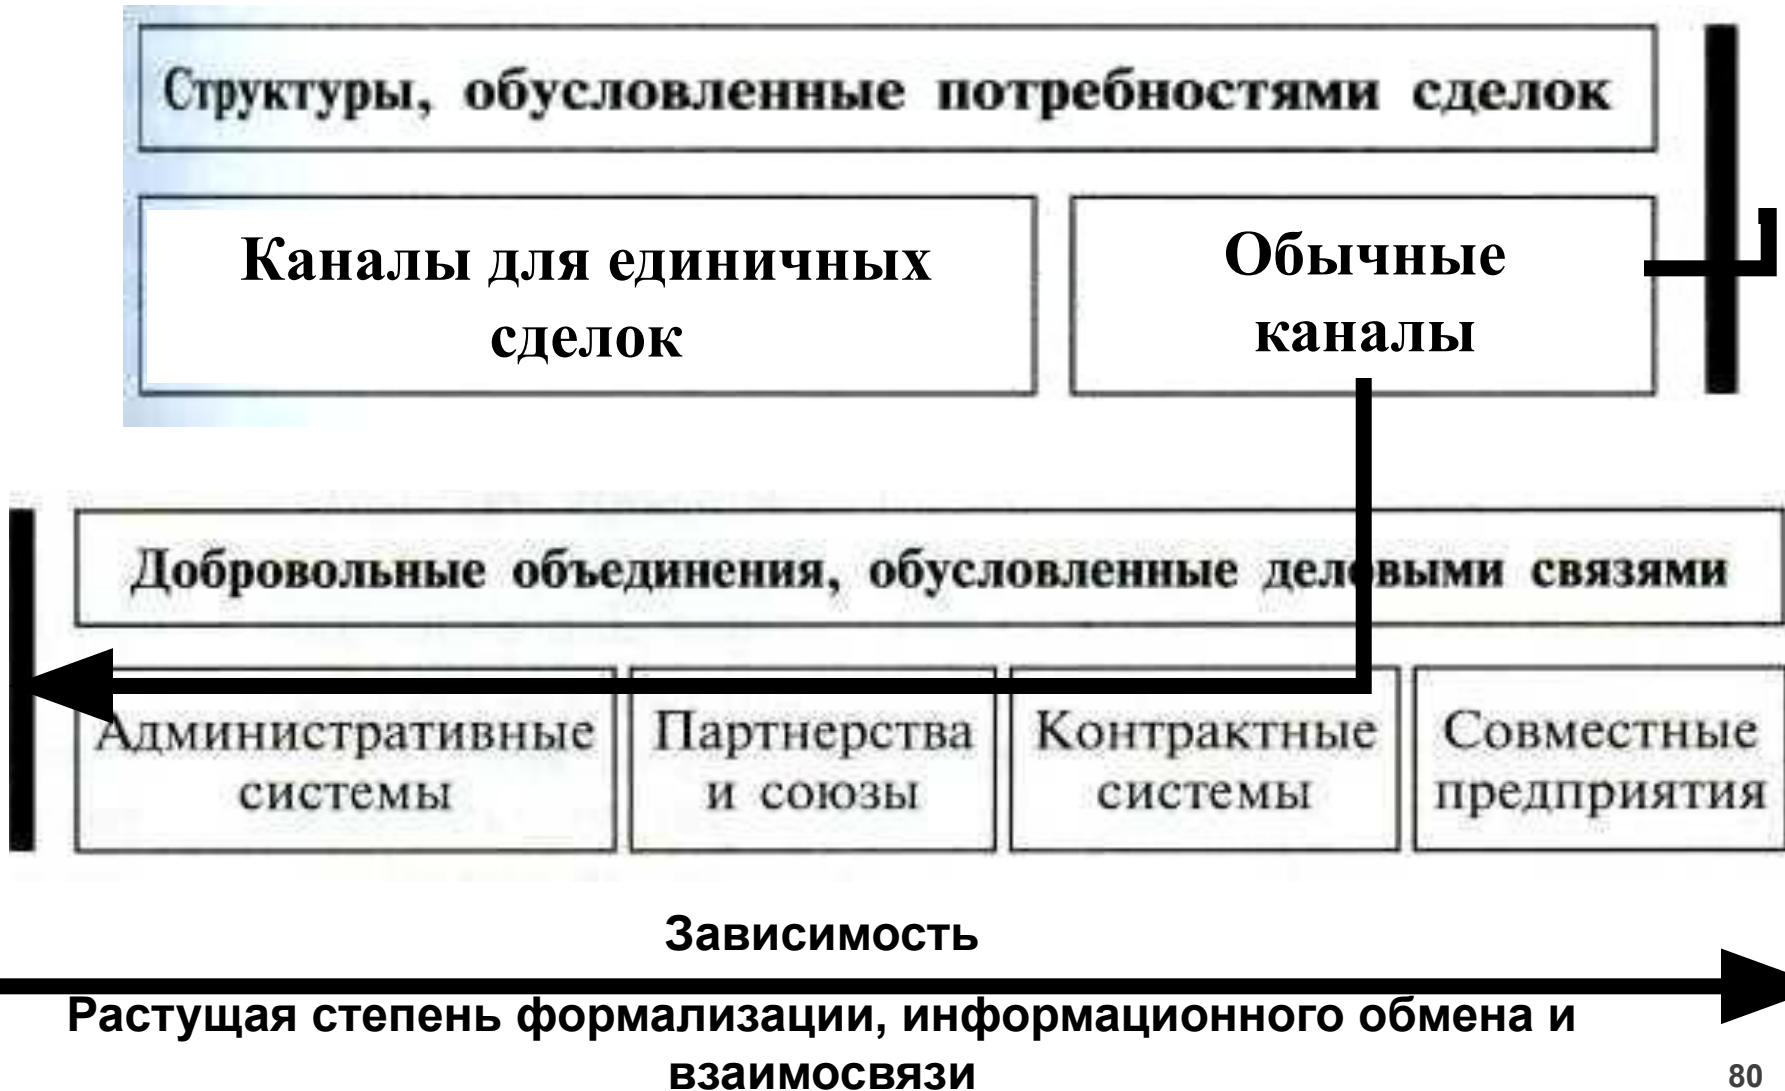 Структуры, обусловленные потребностями сделок
Каналы для единичных
сделок
Обычные
каналы
Добровольные объединения, обусловленные деловыми связями
Административные
системы
Партнерства
и союзы
Контрактные
системы
Совместные
предприятия
Зависимость
Растущая степень формализации, информационного обмена и
взаимосвязи
80